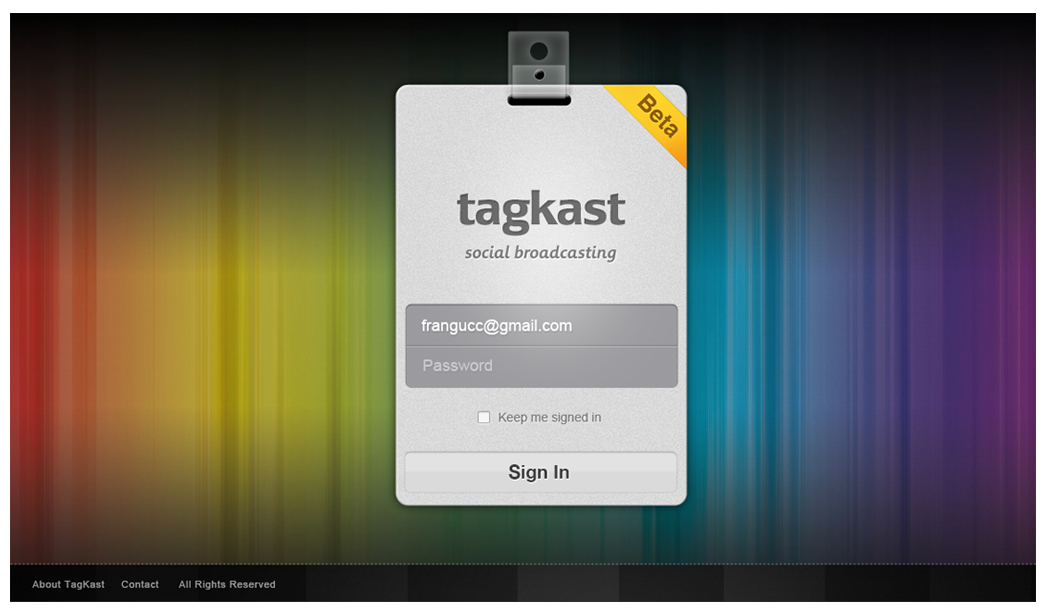 Beta
tagkast
social broadcasting
frangucc@gmail.com
Password
Keep me signed in
Sign In
About TagKast Contact All Rights Reserved